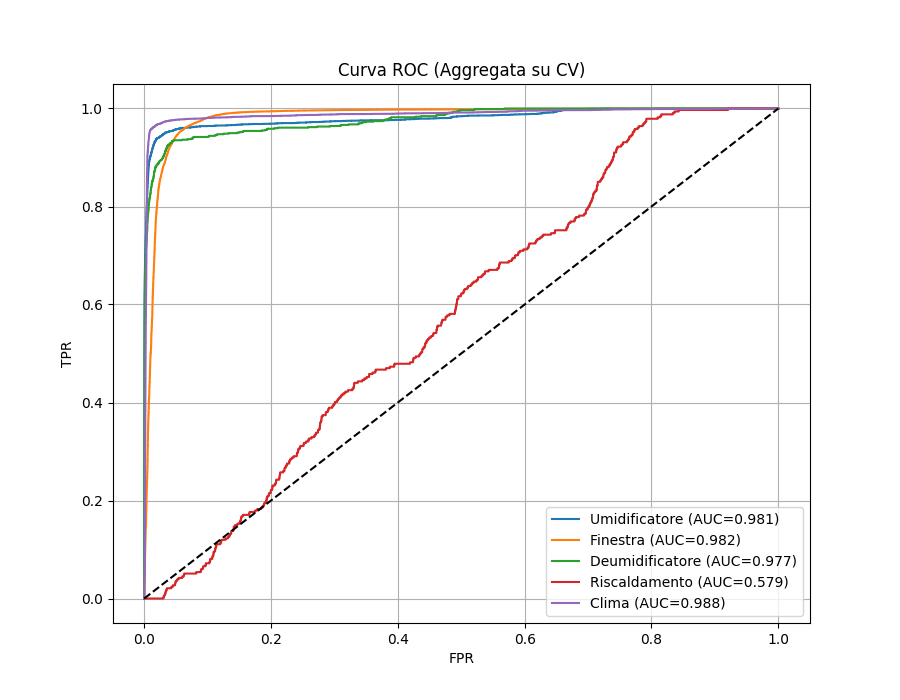 Curva ROC (Aggregata su CV)
TPR
1.0
0.8
0.6
0.4
0.2
0.0
Umidificatore (AUC=0.981)
Finestra (AUC=0.982)
Deumidificatore (AUC=0.977)
Riscaldamento (AUC=0.579)
Clima (AUC=0.988)
0.0 0.2 0.4 0.6 0.8 1.0
FPR